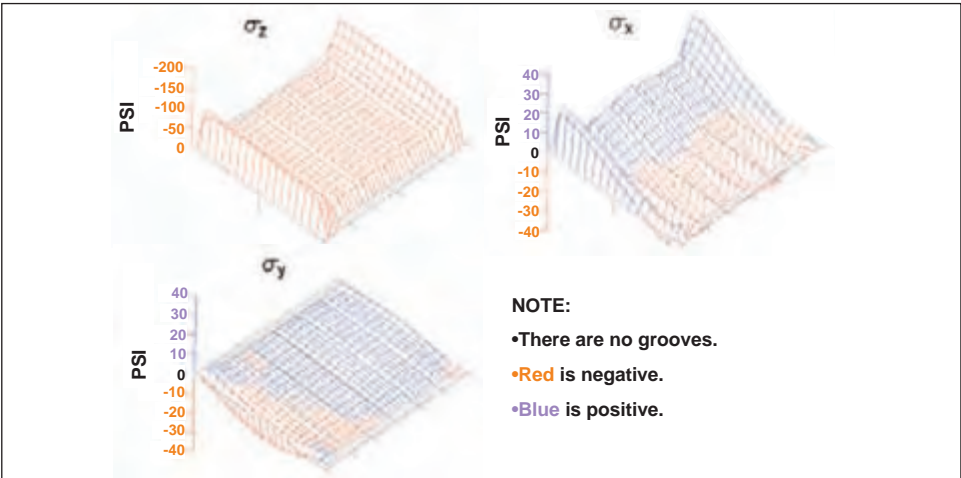 σz
-200
-150
-100
-50
0
PSI
σx
40
30
20
10
0
-10
-20
-30
-40
PSI
σy
40
30
20
10
0
-10
-20
-30
-40
PSI
NOTE:
•There are no grooves.
•Red is negative.
•Blue is positive.